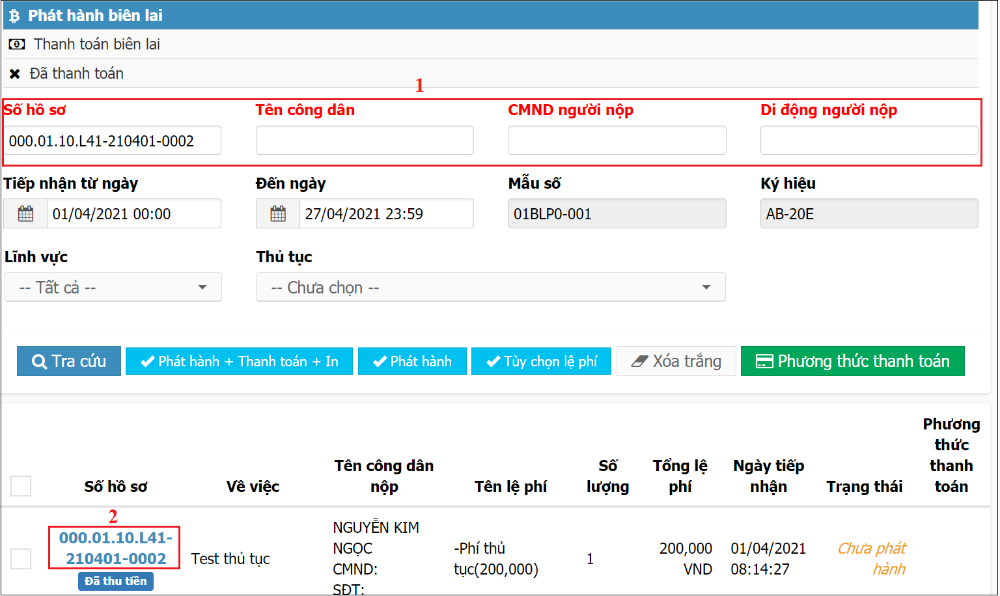 Phát hành biên lai
Thanh toán biên lai
Đã thanh toán
1
Số hồ sơ
Tên công dân
CMND người nộp
Di động người nộp
000.01.10.L41-210401-0002
Tiếp nhận từ ngày
Đến ngày
Mẫu số
Ký hiệu
01/04/2021 00:00
27/04/2021 23:59
01BLP0-001
AB-20E
Lĩnh vực
Thủ tục
-- Tất cả --
-- Chưa chọn --
Tra cứu
Phát hành + Thanh toán + In
Phát hành
Tùy chọn lệ phí
Xóa trắng
Phương thức thanh toán
Số hồ sơ
Về việc
Tên công dân
nộp
Tên lệ phí
Số
lượng
Tổng lệ
phí
Ngày tiếp
nhận
Trạng thái
Phương
thức
thanh
toán
2
000.01.10.L41-
210401-0002
Đã thu tiền
Test thủ tục
NGUYỄN KIM
NGỌC
CMND:
SĐT:
-Phí thủ
tục(200,000)
1
200,000
VND
01/04/2021
08:14:27
Chưa phát
hành